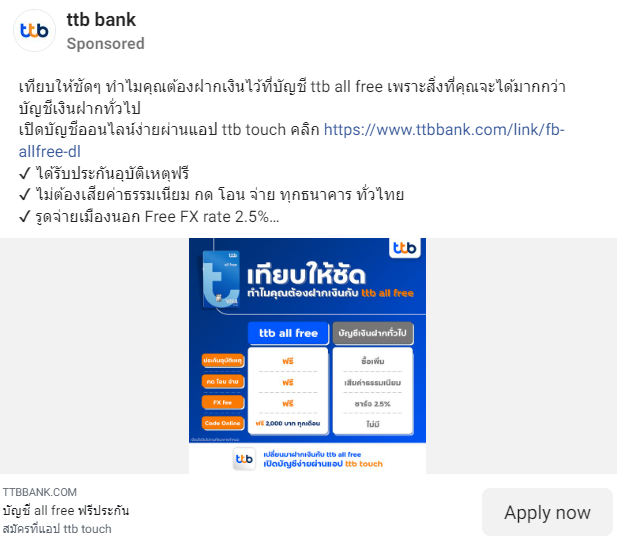 ttb bank
Sponsored
ttb
เทียบให้ชัดๆ ทำไมคุณต้องฝากเงินไว้ที่บัญชี ttb all free เพราะสิ่งที่คุณจะได้มากกว่า
บัญชีเงินฝากทั่วไป
เปิดบัญชีออนไลน์ง่ายผ่านแอป ttb touch คลิก https://www.ttbbank.com/link/fb-
allfree-dl
✓ ได้รับประกันอุบัติเหตุฟรี
✓ ไม่ต้องเสียค่าธรรมเนียม กด โอน จ่าย ทุกธนาคาร ทั่วไทย
✓ รูดจ่ายเมืองนอก Free FX rate 2.5%...
ttb
all free
VISA
เทียบให้ชัด
ทำไมคุณต้องฝากเงินกับ ttb all free
ttb all free บัญชีเงินฝากทั่วไป
ประกันอุบัติเหตุ ฟรี ซื้อเพิ่ม
กด โอน จ่าย ฟรี เสียค่าธรรมเนียม
FX fee ฟรี ชาร์จ 2.5%
Code Online ฟรี 2,000 บาท ทุกเดือน ไม่มี
ttb
เปลี่ยนมาฝากเงินกับ ttb all free
เปิดบัญชีง่ายผ่านแอป ttb touch
TTBBANK.COM
บัญชี all free ฟรีประกัน
สมัครที่แอป ttb touch
Apply now